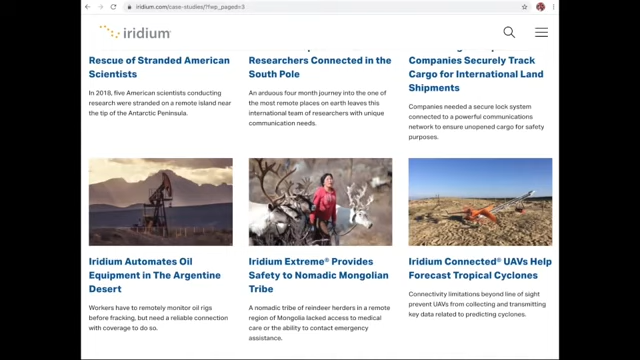 iridium.com/case-studies/?fwp_paged=3
iridium
Rescue of Stranded American
Scientists
In 2018, five American scientists conducting
research were stranded on a remote island near
the tip of the Antarctic Peninsula.
Researchers Connected in the
South Pole
An arduous four month journey into the one of
the most remote places on earth leaves this
international team of researchers with unique
communication needs.
Companies Securely Track
Cargo for International Land
Shipments
Companies needed a secure lock system
connected to a powerful communications
network to ensure unopened cargo for safety
purposes.
Iridium Automates Oil
Equipment in The Argentine
Desert
Workers have to remotely monitor oil rigs
before fracking, but need a reliable connection
with coverage to do so.
Iridium Extreme® Provides
Safety to Nomadic Mongolian
Tribe
A nomadic tribe of reindeer herders in a remote
region of Mongolia lacked access to medical
care or the ability to contact emergency
assistance.
Iridium Connected® UAVs Help
Forecast Tropical Cyclones
Connectivity limitations beyond line of sight
prevent UAVs from collecting and transmitting
key data related to predicting cyclones.